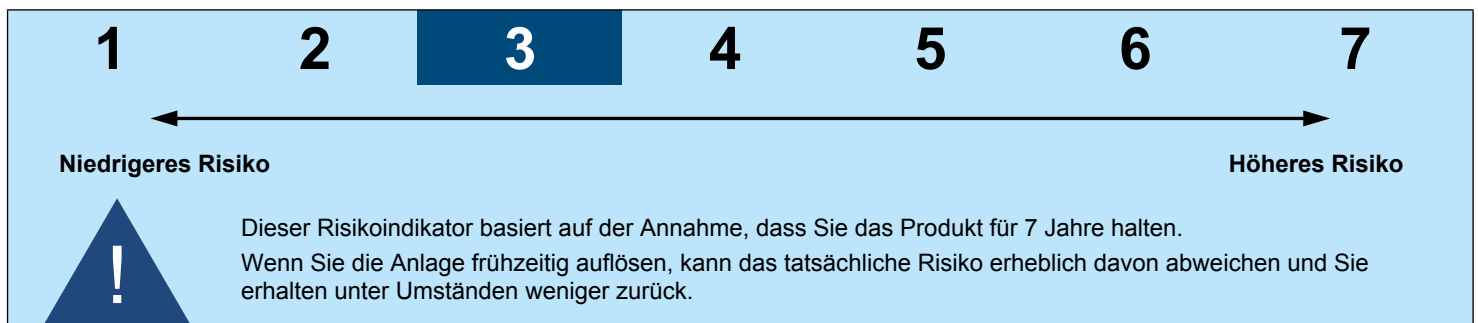 1 2 3 4 5 6 7
Niedrigeres Risiko Höheres Risiko
!
Dieser Risikoindikator basiert auf der Annahme, dass Sie das Produkt für 7 Jahre halten.
Wenn Sie die Anlage frühzeitig auflösen, kann das tatsächliche Risiko erheblich davon abweichen und Sie
erhalten unter Umständen weniger zurück.